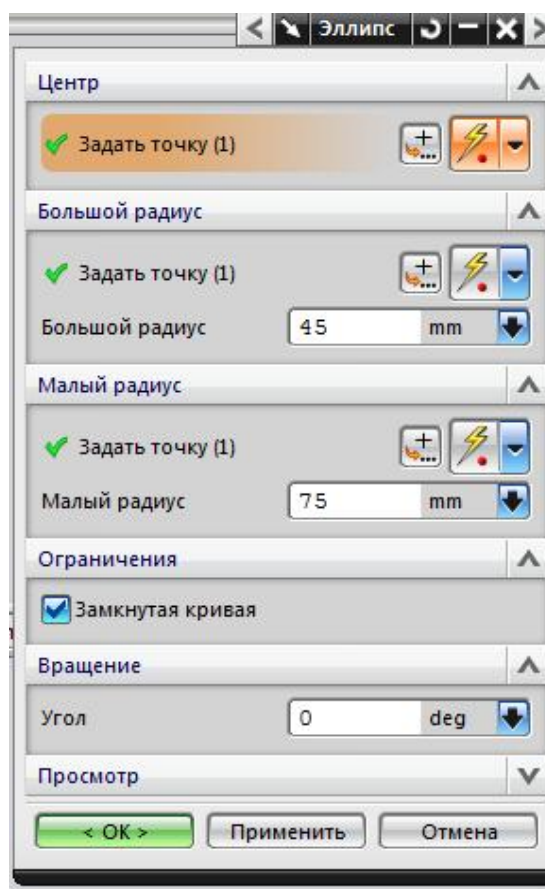 Эллипс
Центр
Задать точку (1)
Большой радиус
Задать точку (1)
Большой радиус 45 mm
Малый радиус
Задать точку (1)
Малый радиус 75 mm
Ограничения
Замкнутая кривая
Вращение
Угол 0 deg
Просмотр
< OK > Применить Отмена